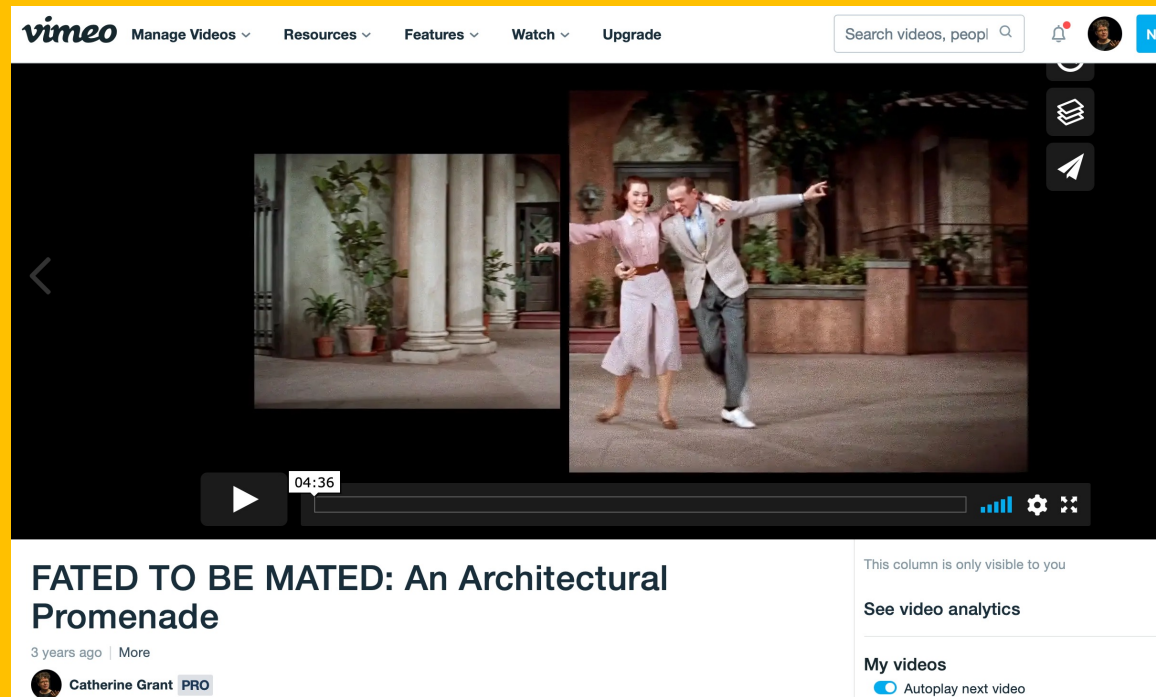 vimeo Manage Videos Resources Features Watch Upgrade Search videos, peopl N
04:36
FATED TO BE MATED: An Architectural
Promenade
3 years ago | More
Catherine Grant PRO
This column is only visible to you
See video analytics
My videos
Autoplay next video